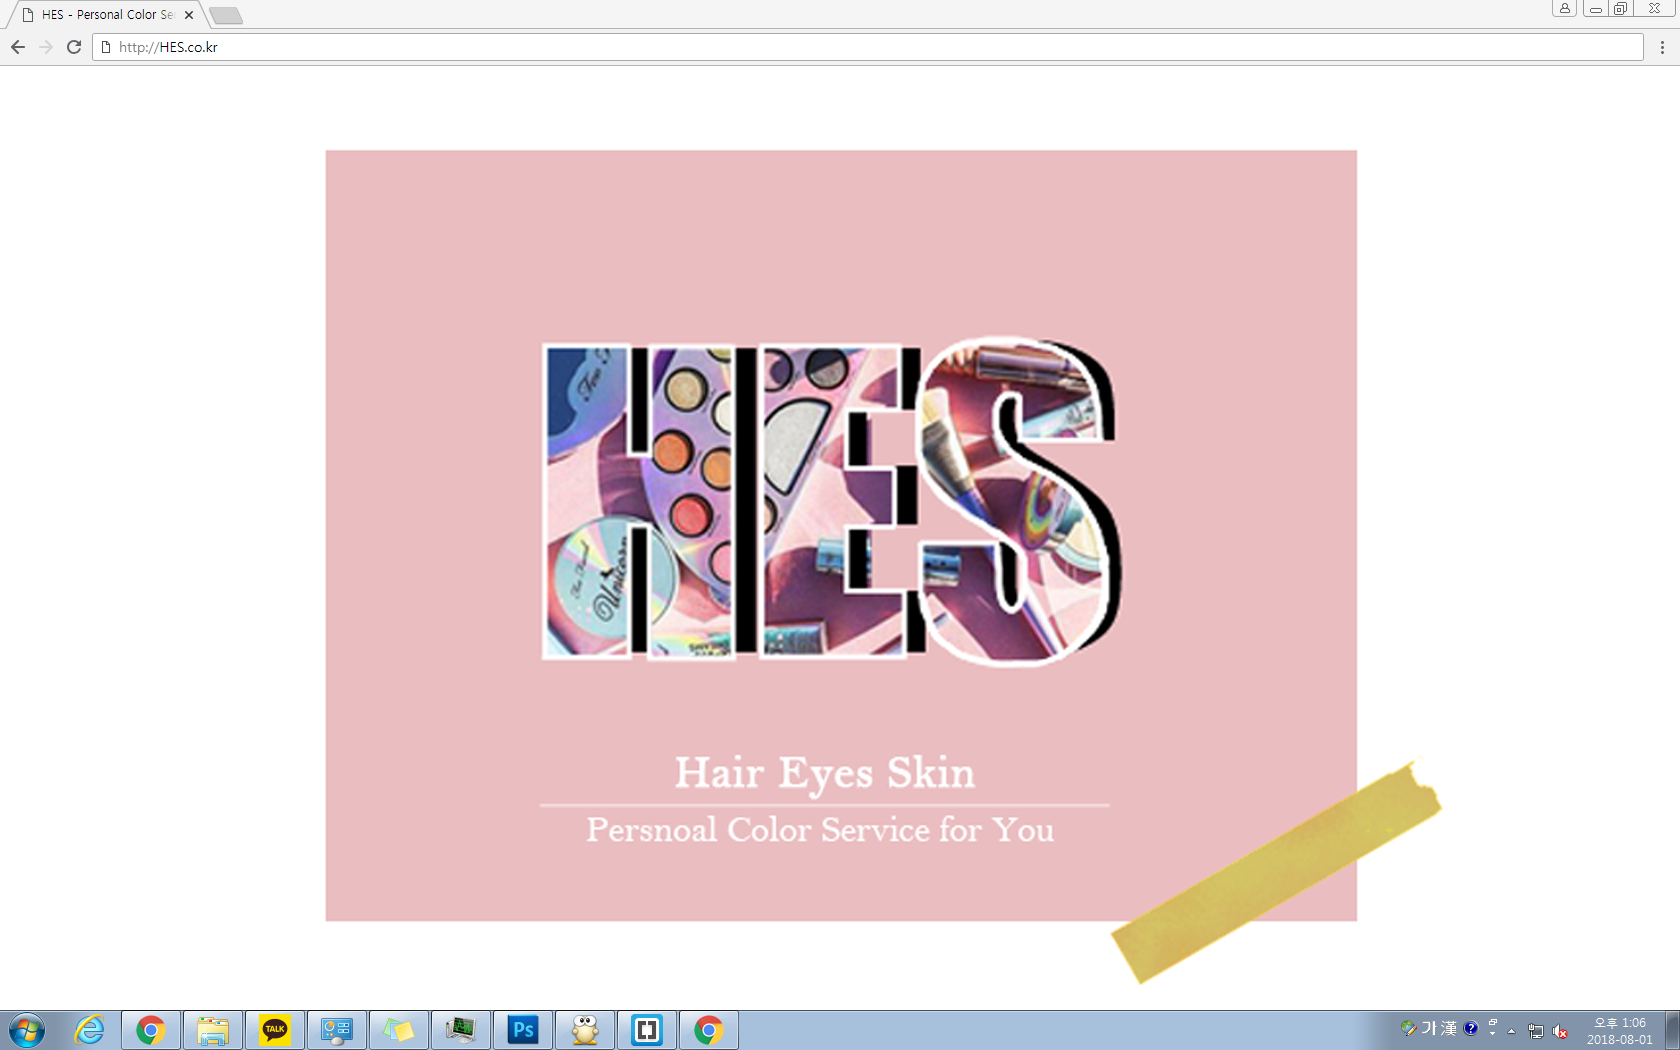 HES - Personal Color Se
http://HES.co.kr
HES
Hair Eyes Skin
Persnoal Color Service for You
Unicorn
TALK
Ps
가 漢
오후 1:06
2018-08-01